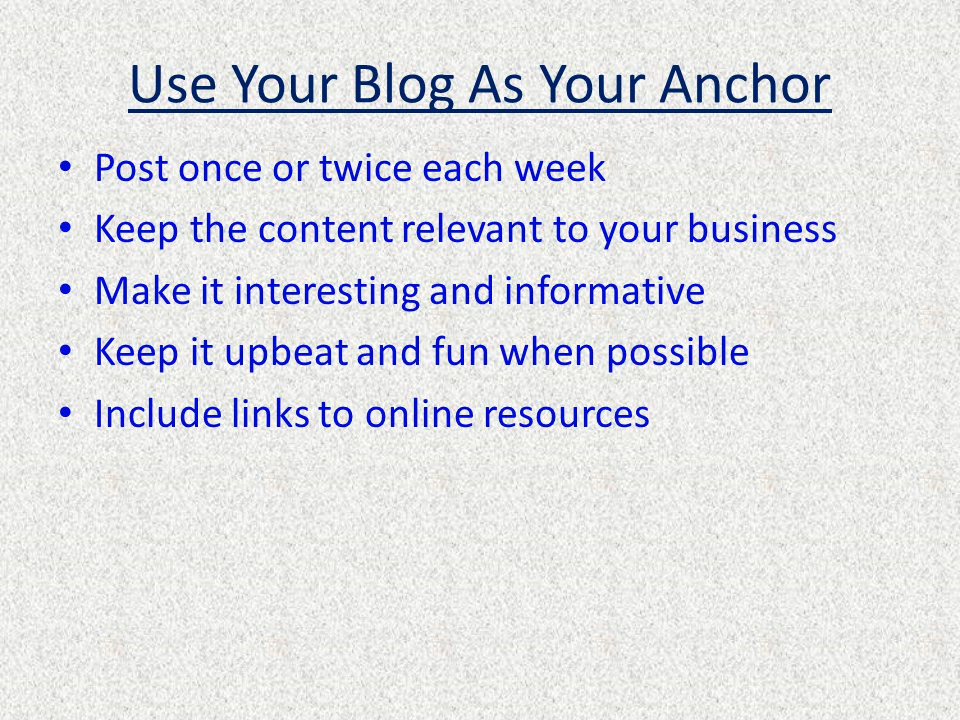 Use Your Blog As Your Anchor
• Post once or twice each week
• Keep the content relevant to your business
• Make it interesting and informative
• Keep it upbeat and fun when possible
• Include links to online resources